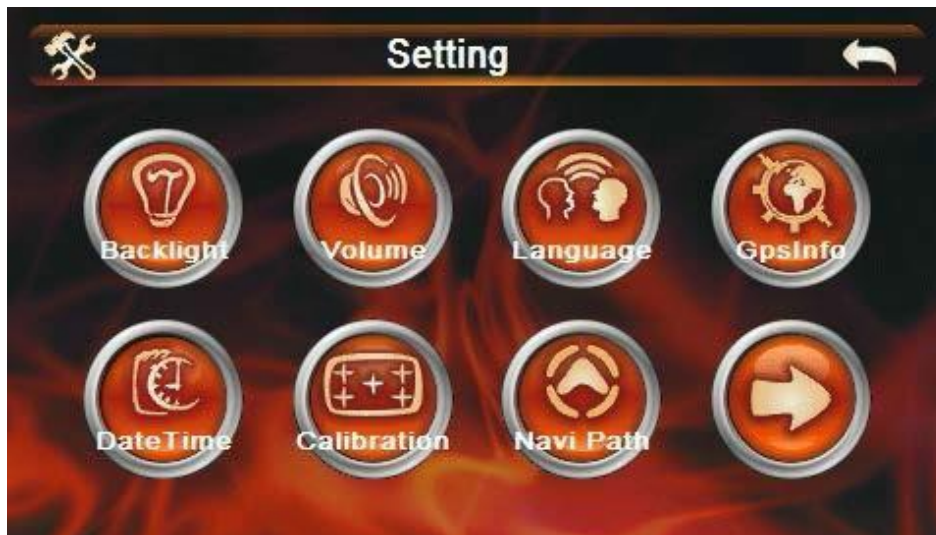 Setting
Backlight
Volume
Language
GpsInfo
DateTime
Calibration
Navi Path